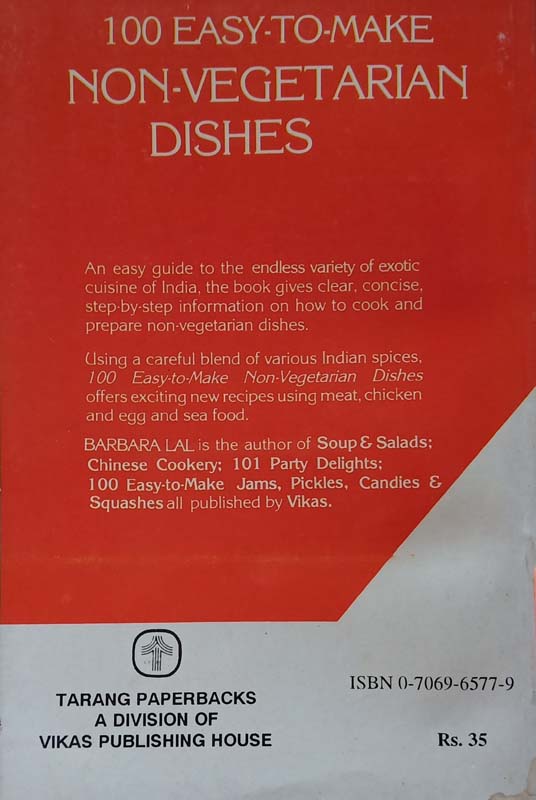 100 EASY-TO-MAKE
NON-VEGETARIAN
DISHES
An easy guide to the endless variety of exotic
cuisine of India, the book gives clear, concise,
step-by-step information on how to cook and
prepare non-vegetarian dishes.
Using a careful blend of various Indian spices,
100 Easy-to-Make Non-Vegetarian Dishes
offers exciting new recipes using meat, chicken
and egg and sea food.
BARBARA LAL is the author of Soup & Salads;
Chinese Cookery; 101 Party Delights;
100 Easy-to-Make Jams, Pickles, Candies &
Squashes all published by Vikas.
TARANG PAPERBACKS
A DIVISION OF
VIKAS PUBLISHING HOUSE
ISBN 0-7069-6577-9
Rs. 35